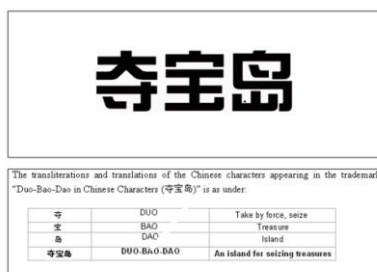 夺宝岛
The transliterations and translations of the Chinese characters appearing in the trademark
"Duo-Bao-Dao in Chinese Characters (夺宝岛)" is as under:
夺 DUO Take by force, seize
宝 BAO Treasure
岛 DAO Island
夺宝岛 DUO-BAO-DAO An island for seizing treasures